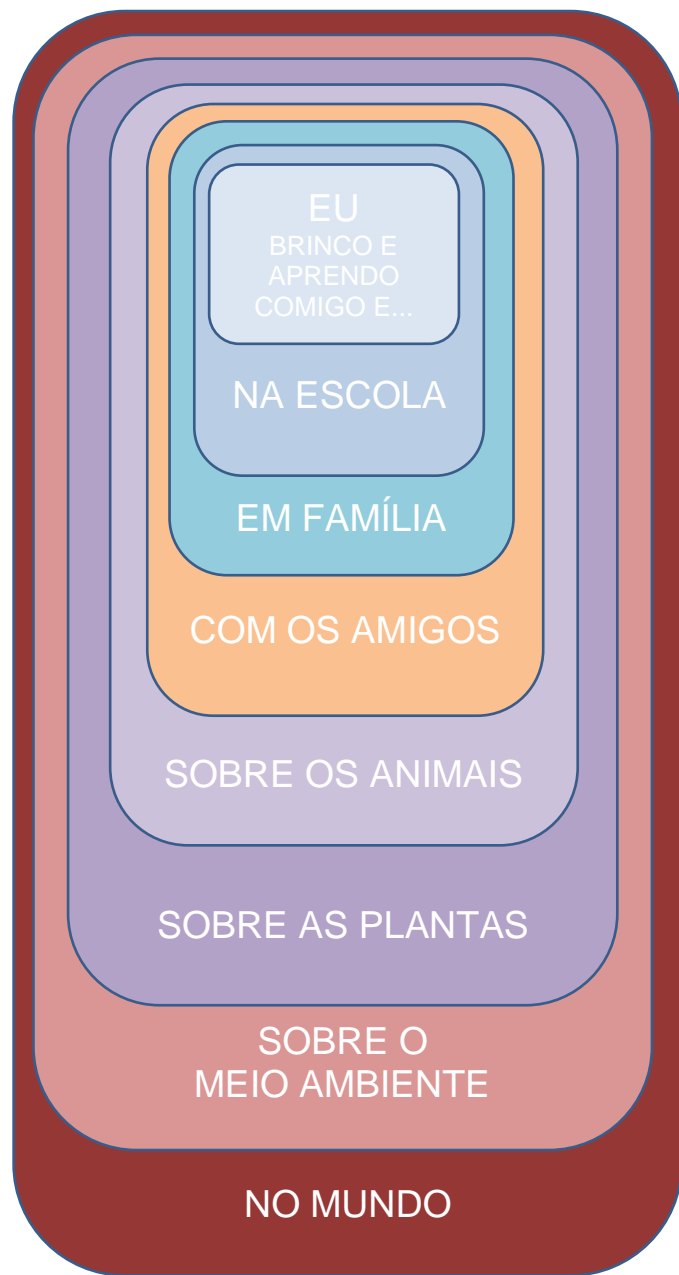 EU
BRINCO E
APRENDO
COMIGO E...
NA ESCOLA
EM FAMÍLIA
COM OS AMIGOS
SOBRE OS ANIMAIS
SOBRE AS PLANTAS
SOBRE O
MEIO AMBIENTE
NO MUNDO